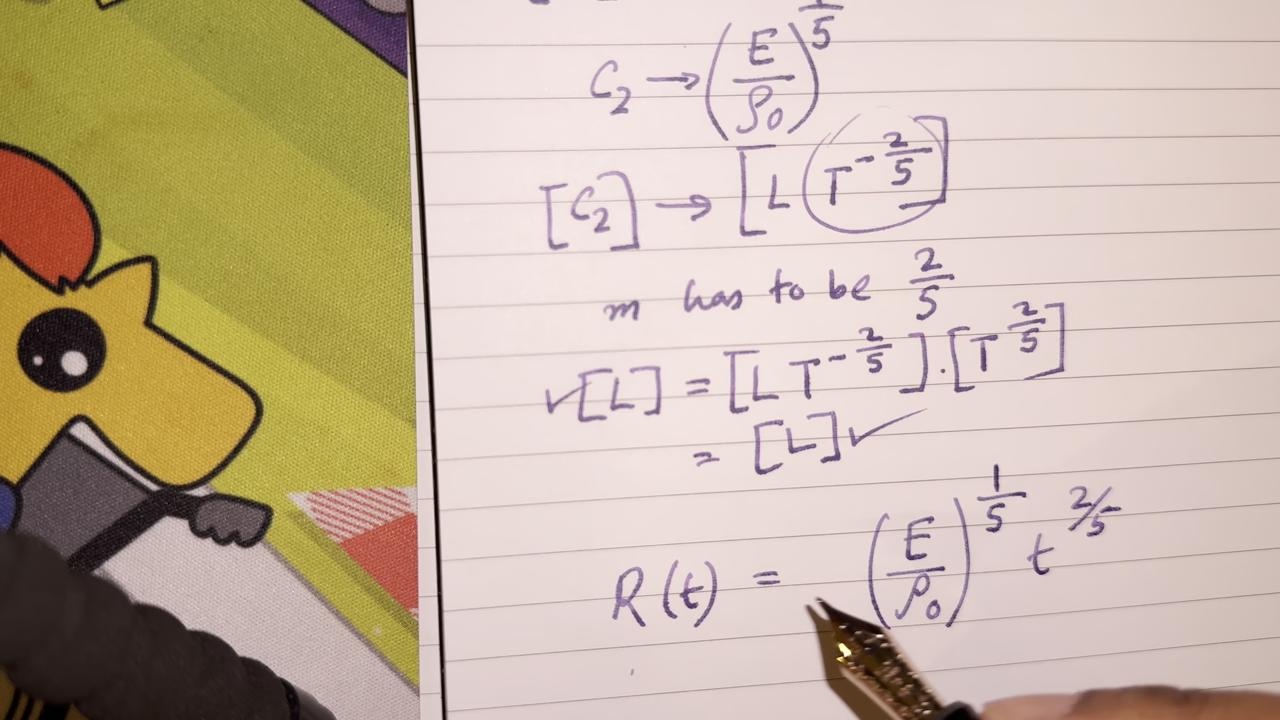 C₂ → (E/ρ₀)^(1/5)
[C₂] → [L T^(-2/5)]
m has to be 2/5
✓[L] = [L T^(-2/5)].[T^(2/5)]
= [L] ✓
R(t) = (E/ρ₀)^(1/5) t^(2/5)